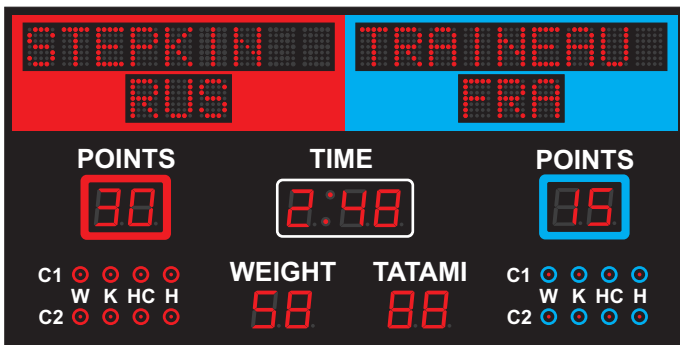 STEPKIN TRAINEAU
RUS FRA
POINTS TIME POINTS
30 2:48 15
C1 WEIGHT TATAMI C1
W K HC H 58 88 W K HC H
C2 C2